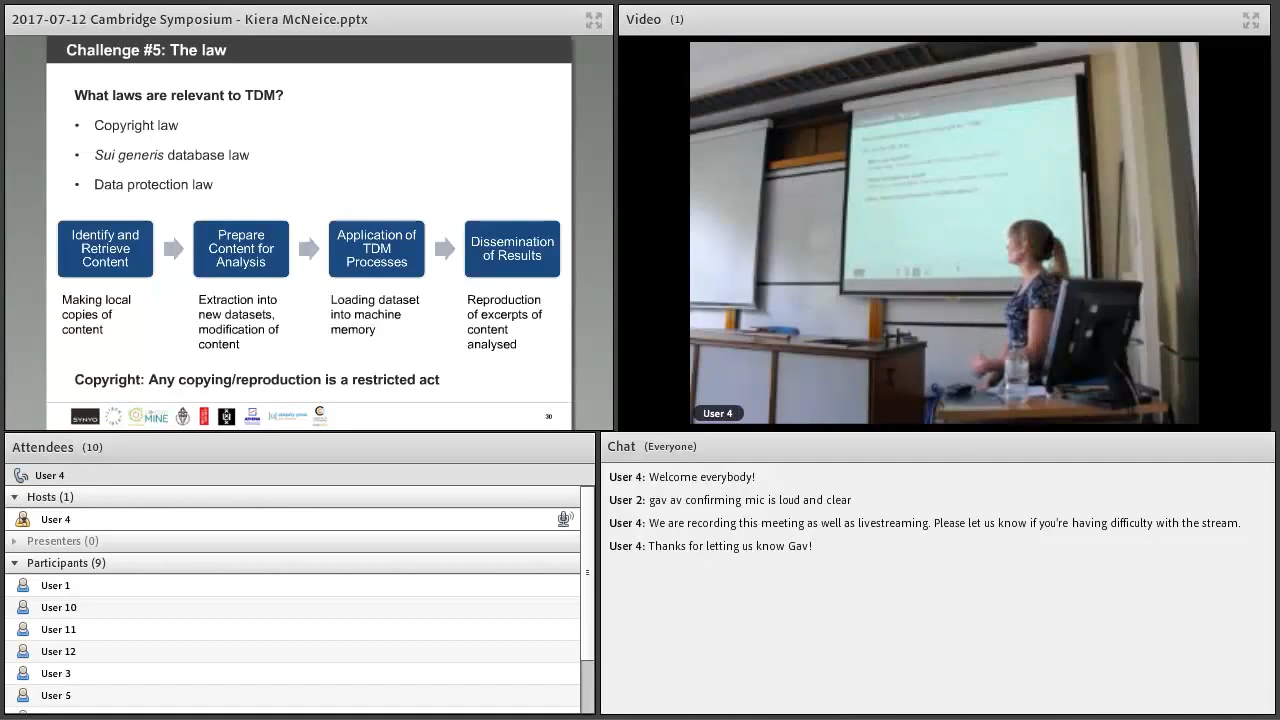 2017-07-12 Cambridge Symposium - Kiera McNeice.pptx
Challenge #5: The law
What laws are relevant to TDM?
• Copyright law
• Sui generis database law
• Data protection law
Identify and
Retrieve
Content
Prepare
Content for
Analysis
Application of
TDM
Processes
Dissemination
of Results
Making local
copies of
content
Extraction into
new datasets,
modification of
content
Loading dataset
into machine
memory
Reproduction
of excerpts of
content
analysed
Copyright: Any copying/reproduction is a restricted act
SYNYO
MINE
ATHENA
30
Video (1)
User 4
Attendees (10)
User 4
Hosts (1)
User 4
Presenters (0)
Participants (9)
User 1
User 10
User 11
User 12
User 3
User 5
Chat (Everyone)
User 4: Welcome everybody!
User 2: gav av confirming mic is loud and clear
User 4: We are recording this meeting as well as livestreaming. Please let us know if you're having difficulty with the stream.
User 4: Thanks for letting us know Gav!